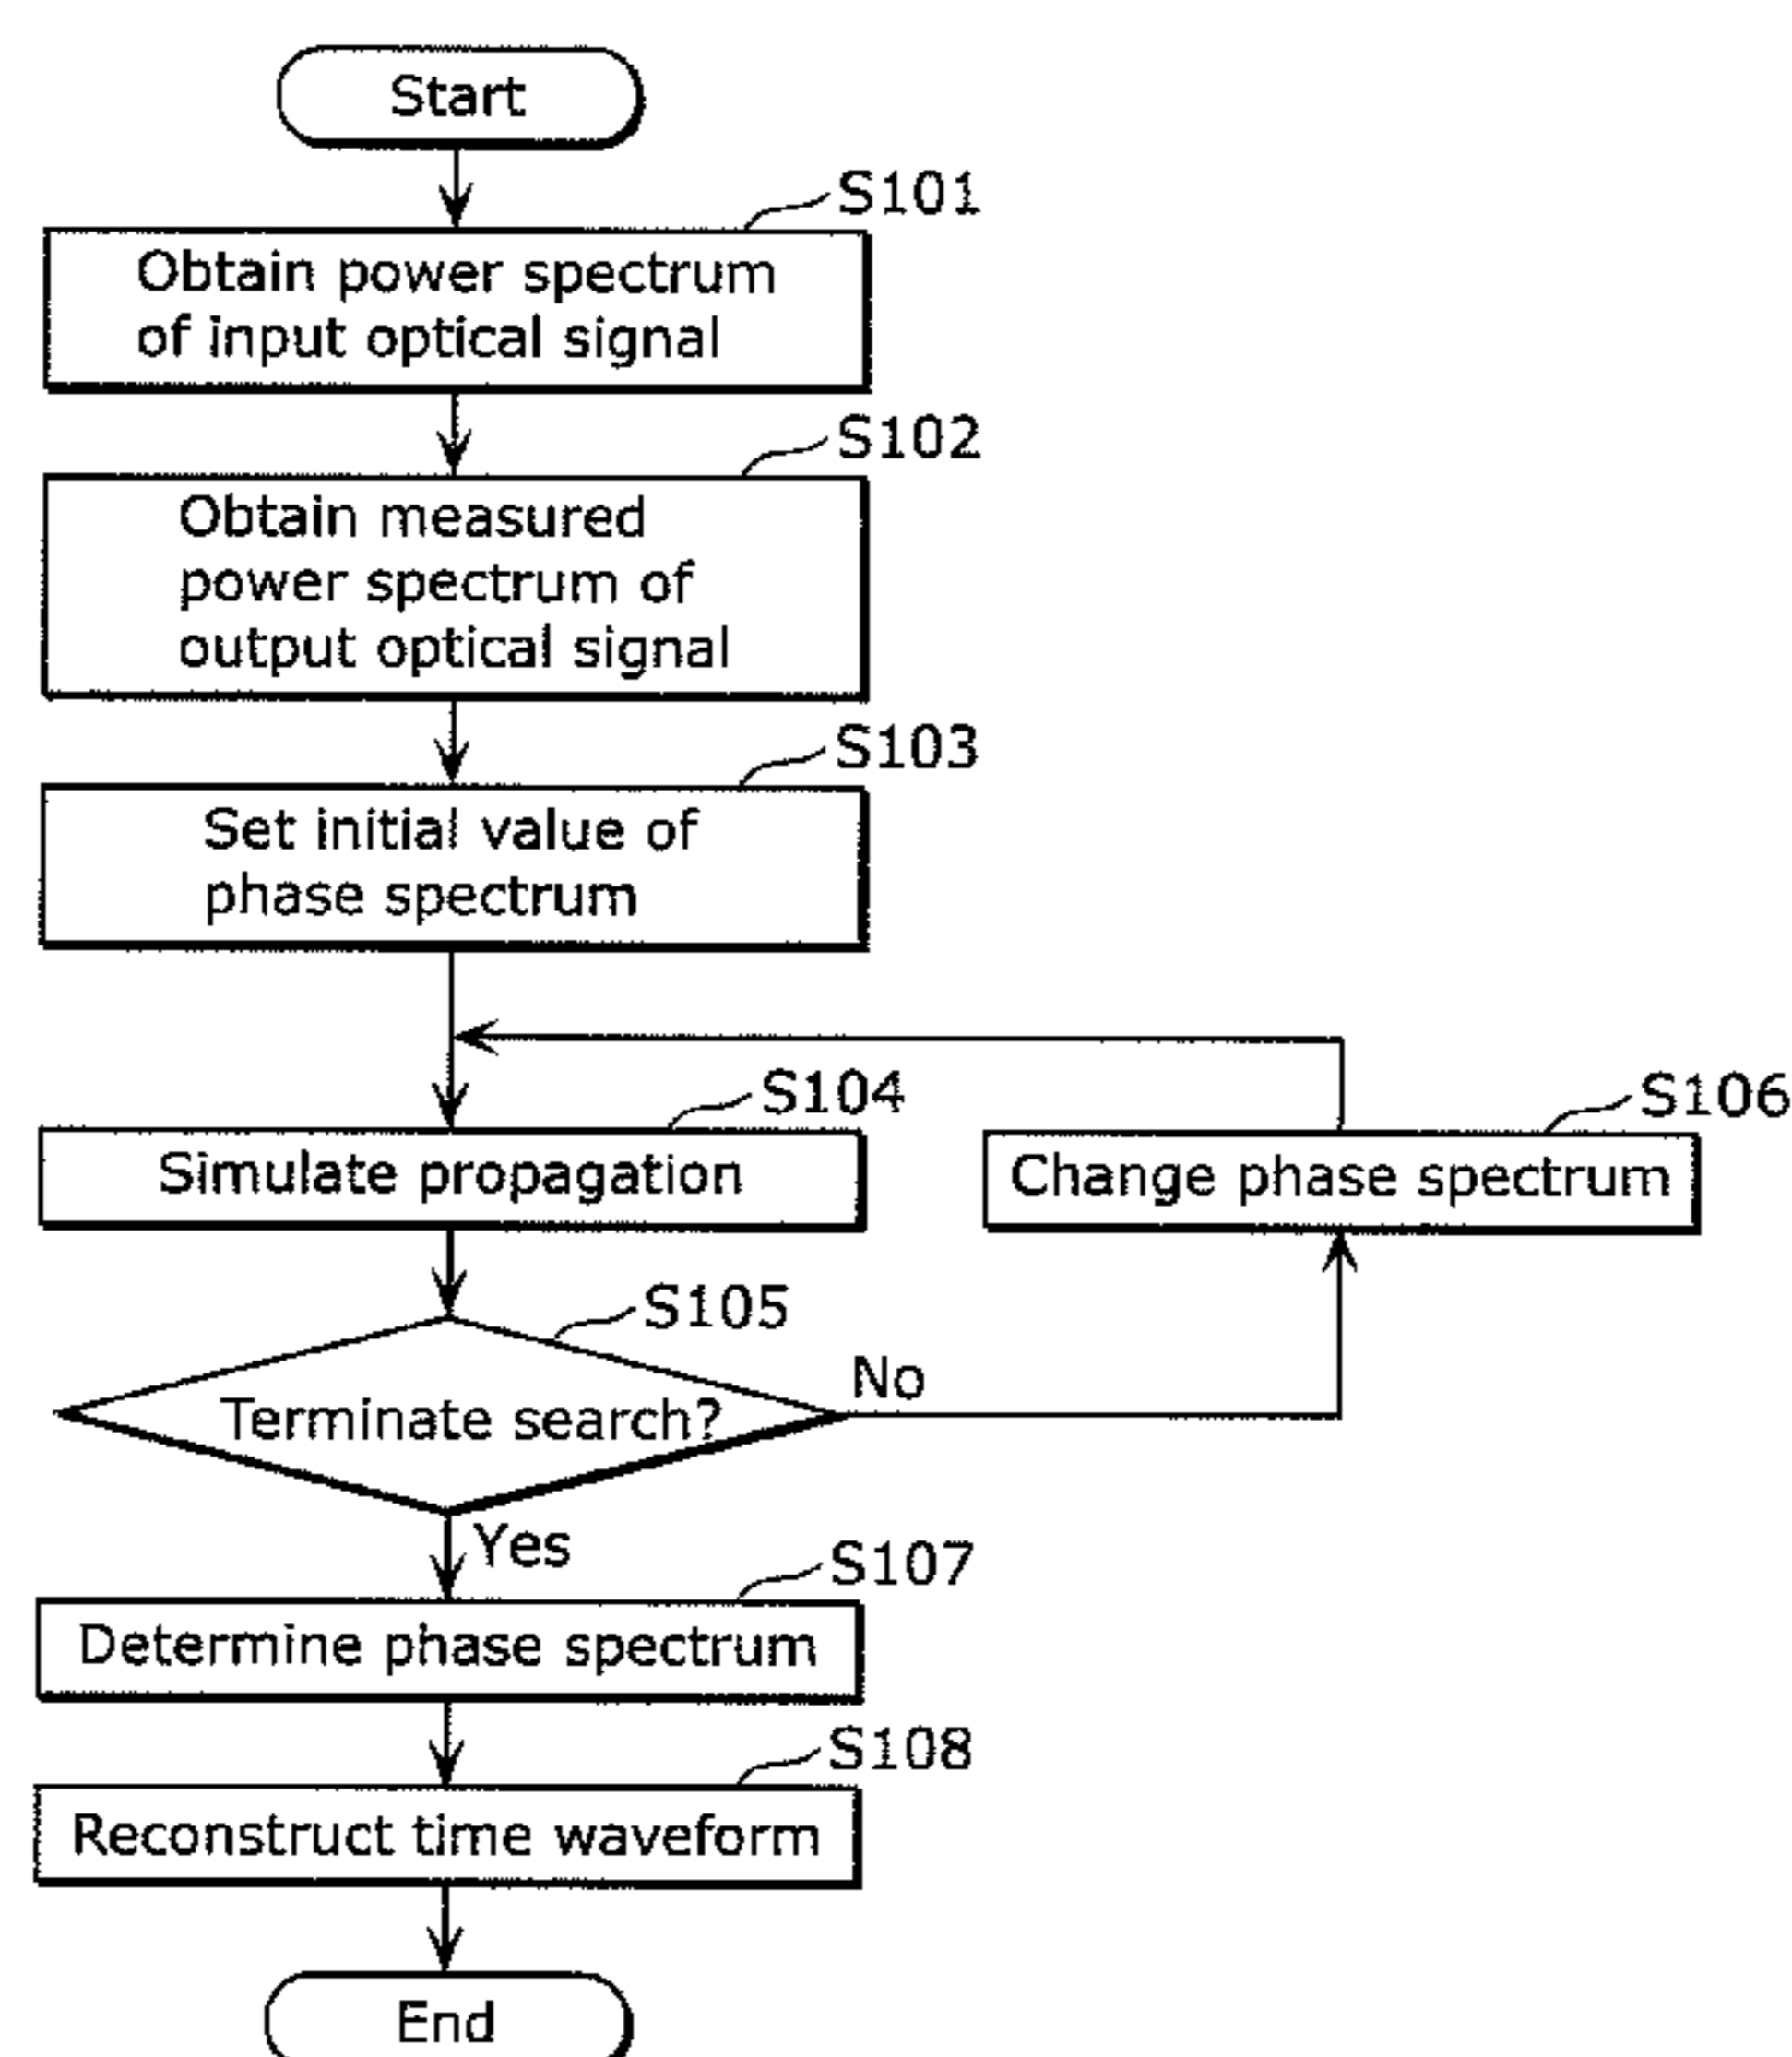 Start
S101
Obtain power spectrum
of input optical signal
S102
Obtain measured
power spectrum of
output optical signal
S103
Set initial value of
phase spectrum
S104
Simulate propagation
S106
Change phase spectrum
S105
Terminate search?
No
Yes
S107
Determine phase spectrum
S108
Reconstruct time waveform
End